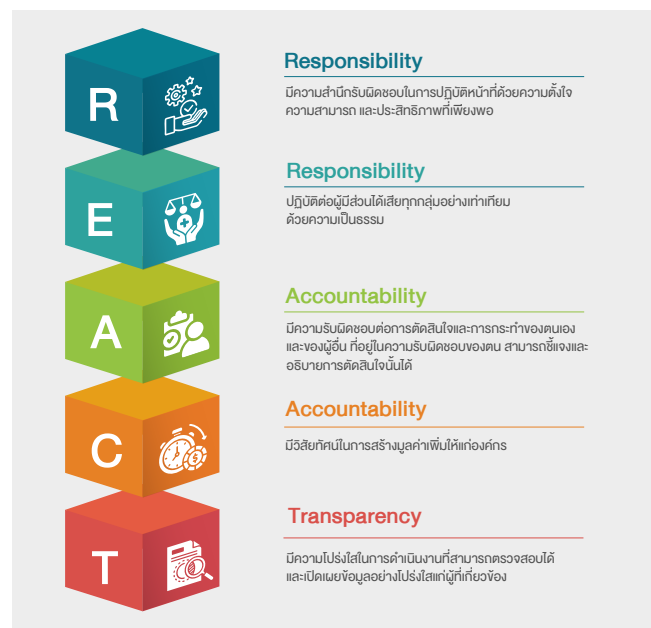 R
Responsibility
มีความสำนึกรับผิดชอบในการปฏิบัติหน้าที่ด้วยความตั้งใจ
ความสามารถ และประสิทธิภาพที่เพียงพอ
E
Responsibility
ปฏิบัติต่อผู้มีส่วนได้เสียทุกกลุ่มอย่างเท่าเทียม
ด้วยความเป็นธรรม
A
Accountability
มีความรับผิดชอบต่อการตัดสินใจและการกระทำของตนเอง
และของผู้อื่น ที่อยู่ในความรับผิดชอบของตน สามารถชี้แจงและ
อธิบายการตัดสินใจนั้นได้
C
Accountability
มีวิสัยทัศน์ในการสร้างมูลค่าเพิ่มให้แก่องค์กร
T
Transparency
มีความโปร่งใสในการดำเนินงานที่สามารถตรวจสอบได้
และเปิดเผยข้อมูลอย่างโปร่งใสแก่ผู้ที่เกี่ยวข้อง